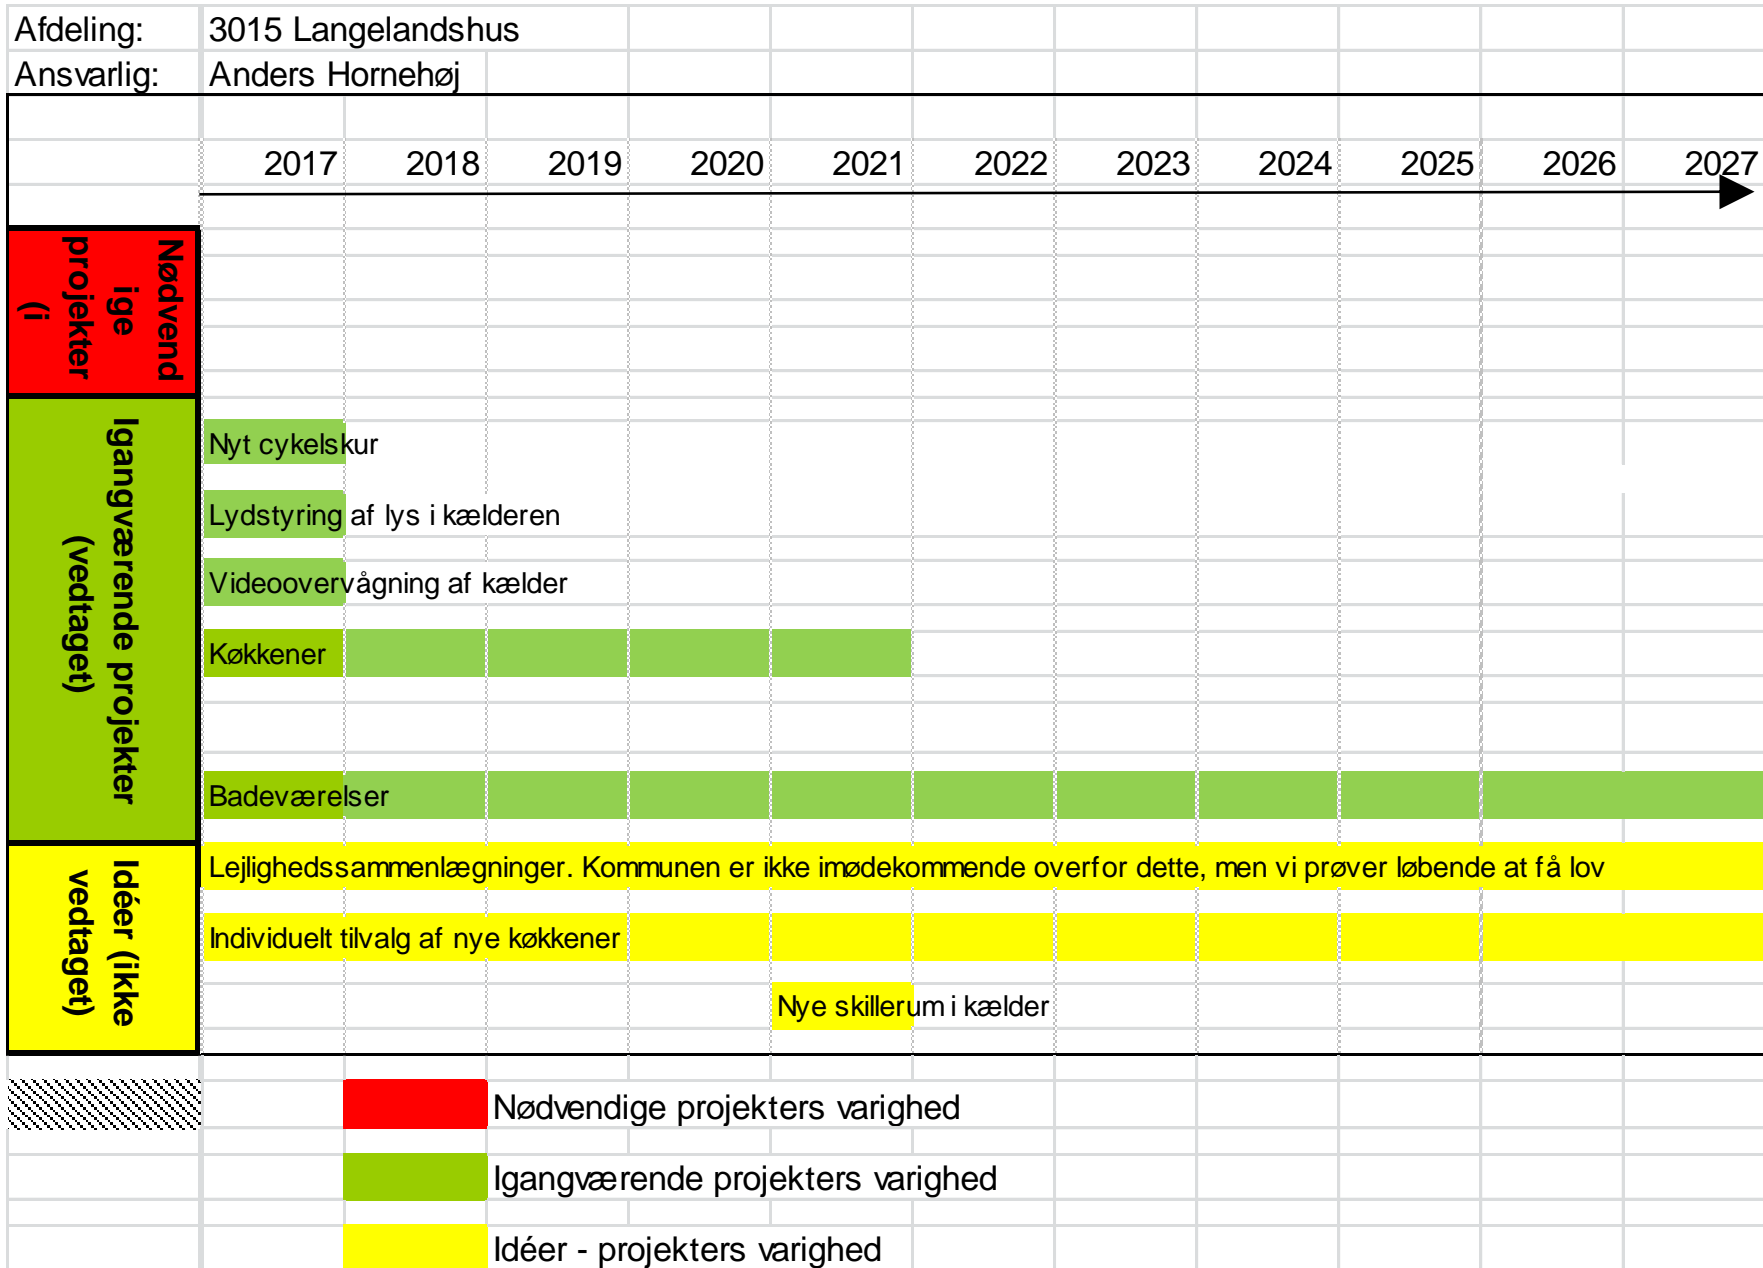 Afdeling: 3015 Langelandshus
Ansvarlig: Anders Hornehøj
2017 2018 2019 2020 2021 2022 2023 2024 2025 2026 2027
Nødvend
ige
projekter
(i
Igangværende projekter
(vedtaget)
Nyt cykelskur
Lydstyring af lys i kælderen
Videoovervågning af kælder
Køkkener
Badeværelser
Idéer (ikke
vedtaget)
Lejlighedssammenlægninger. Kommunen er ikke imødekommende overfor dette, men vi prøver løbende at få lov
Individuelt tilvalg af nye køkkener
Nye skillerum i kælder
Nødvendige projekters varighed
Igangværende projekters varighed
Idéer - projekters varighed